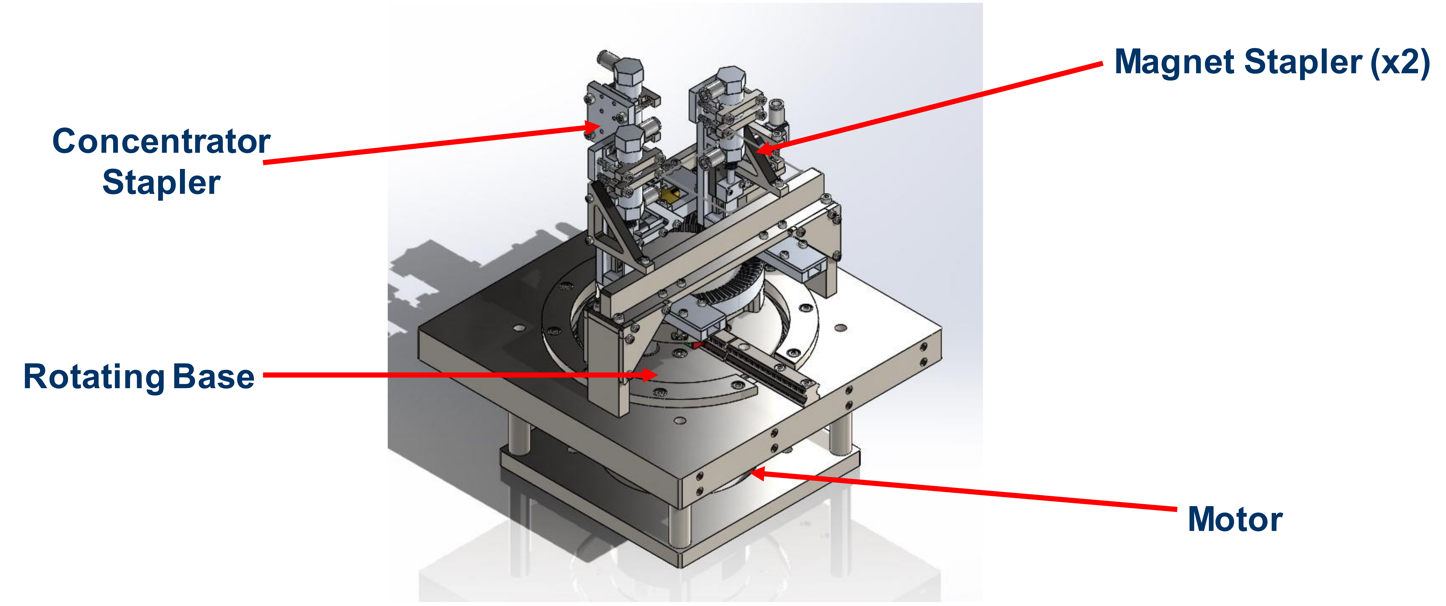 Magnet Stapler (x2)
Concentrator
Stapler
Rotating Base
Motor